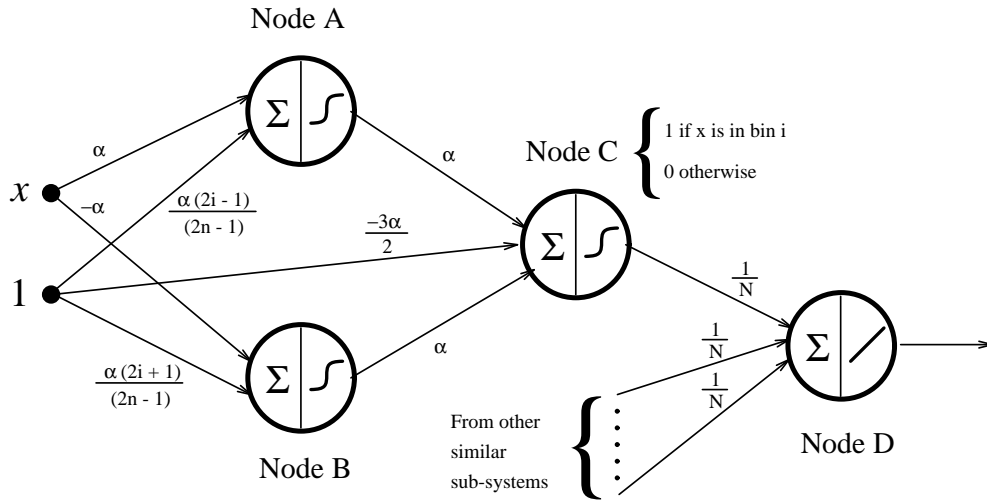 Node A
Σ
α
x
−α
α (2i - 1)
(2n - 1)
1
α (2i + 1)
(2n - 1)
Σ
Node B
α
-3α
2
α
Node C
1 if x is in bin i
0 otherwise
Σ
1
N
1
N
1
N
From other
similar
sub-systems
Σ
Node D